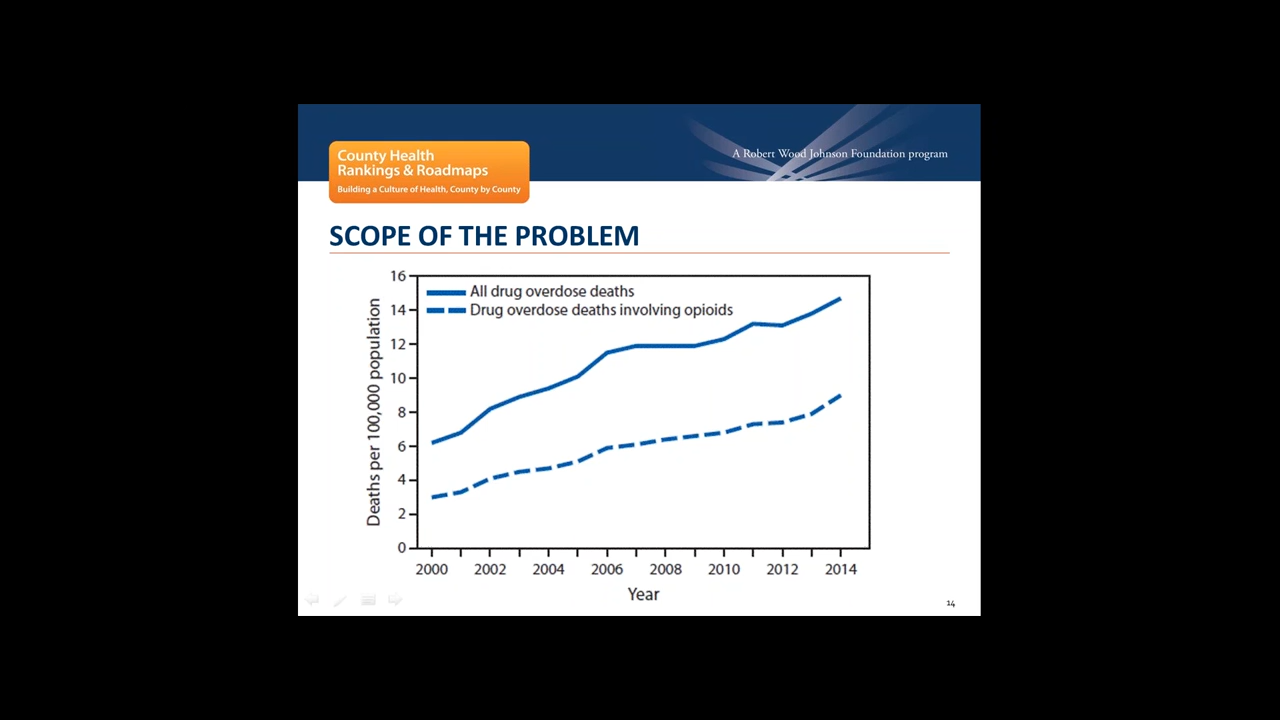 A Robert Wood Johnson Foundation program
County Health
Rankings & Roadmaps
Building a Culture of Health, County by County
SCOPE OF THE PROBLEM
All drug overdose deaths
Drug overdose deaths involving opioids
Deaths per 100,000 population
16
14
12
10
8
6
4
2
0
2000 2002 2004 2006 2008 2010 2012 2014
Year
14